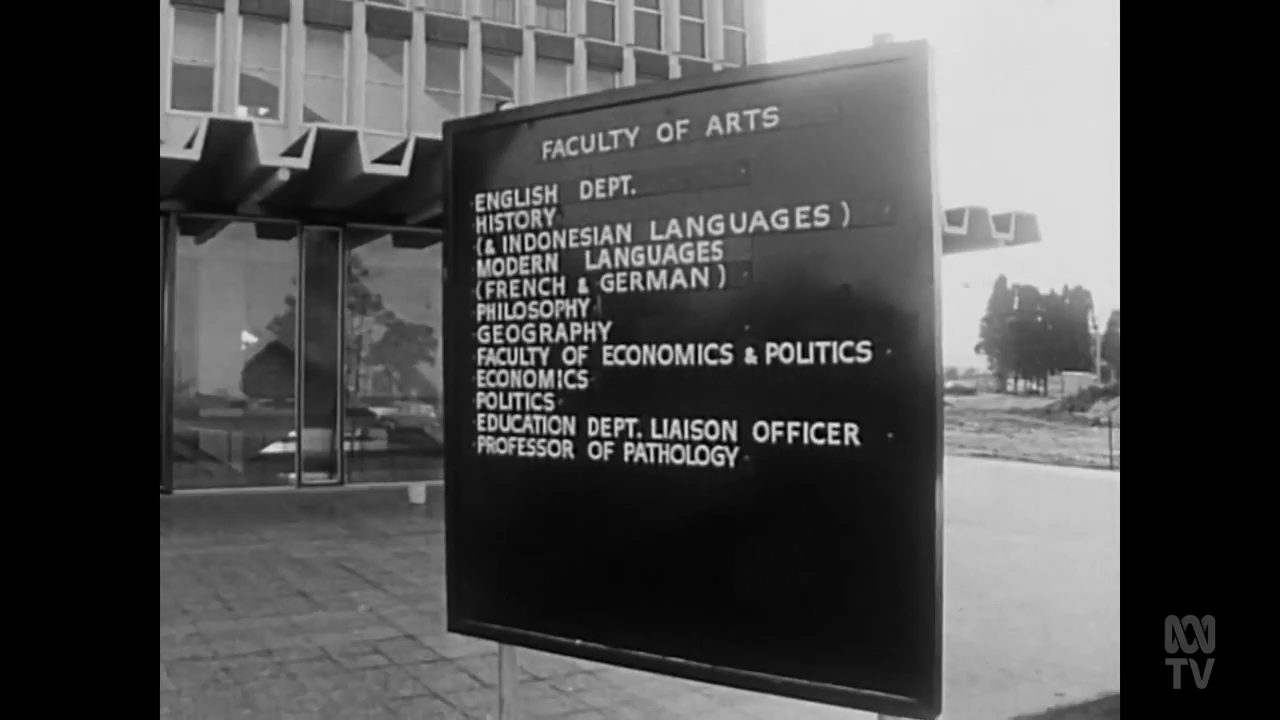 FACULTY OF ARTS
ENGLISH DEPT.
HISTORY
(& INDONESIAN LANGUAGES)
MODERN LANGUAGES
(FRENCH & GERMAN)
PHILOSOPHY
GEOGRAPHY
FACULTY OF ECONOMICS & POLITICS
ECONOMICS
POLITICS
EDUCATION DEPT. LIAISON OFFICER
PROFESSOR OF PATHOLOGY
TV